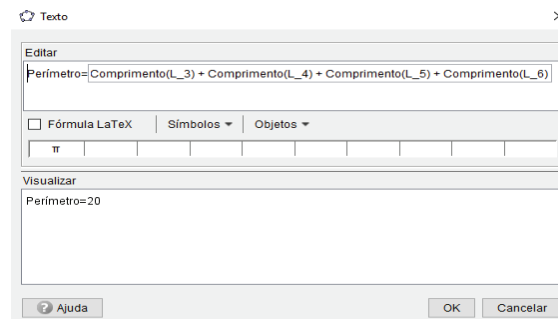 Texto
Editar
Perímetro=Comprimento(L_3) + Comprimento(L_4) + Comprimento(L_5) + Comprimento(L_6)
Fórmula LaTeX Símbolos Objetos
π
Visualizar
Perímetro=20
Ajuda OK Cancelar